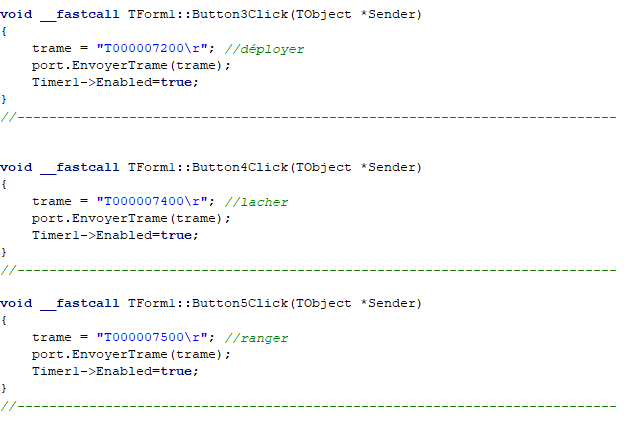 void __fastcall TForm1::Button3Click(TObject *Sender)
{
    trame = "T000007200\r"; //déployer
    port.EnvoyerTrame(trame);
    Timer1->Enabled=true;
}
//---------------------------------------------------------------------------
void __fastcall TForm1::Button4Click(TObject *Sender)
{
    trame = "T000007400\r"; //lacher
    port.EnvoyerTrame(trame);
    Timer1->Enabled=true;
}
//---------------------------------------------------------------------------
void __fastcall TForm1::Button5Click(TObject *Sender)
{
    trame = "T000007500\r"; //ranger
    port.EnvoyerTrame(trame);
    Timer1->Enabled=true;
}
//---------------------------------------------------------------------------